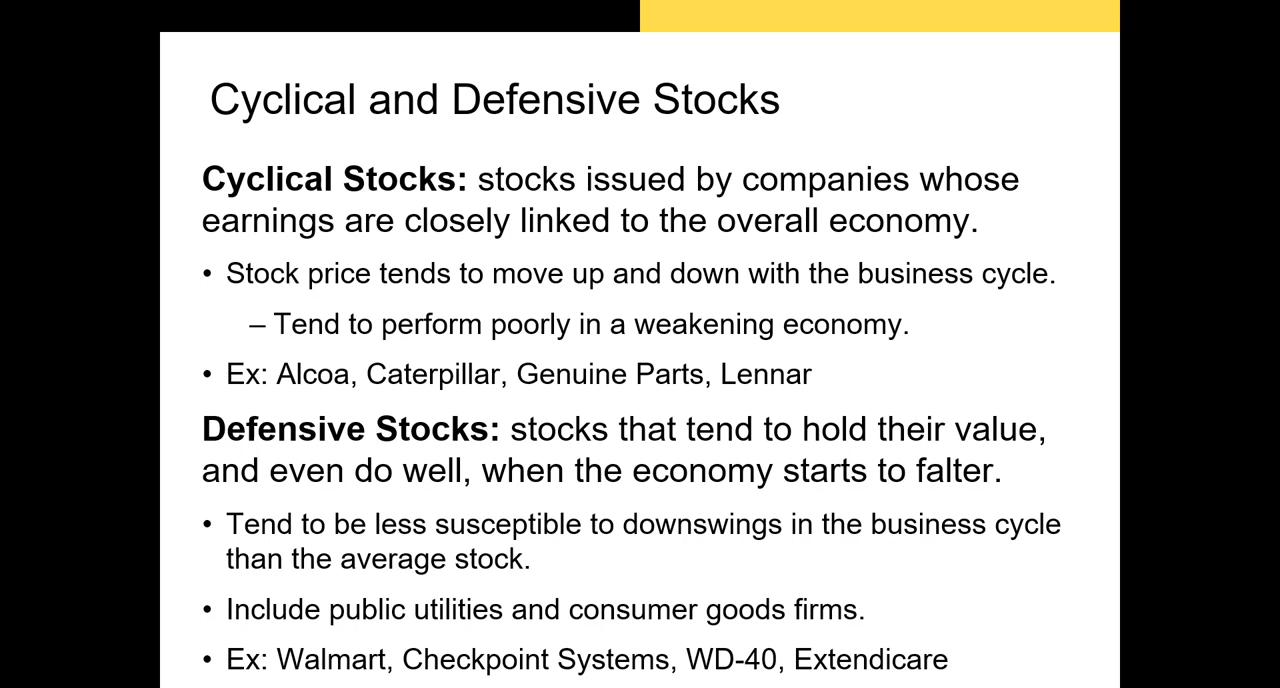 Cyclical and Defensive Stocks
Cyclical Stocks: stocks issued by companies whose
earnings are closely linked to the overall economy.
• Stock price tends to move up and down with the business cycle.
– Tend to perform poorly in a weakening economy.
• Ex: Alcoa, Caterpillar, Genuine Parts, Lennar
Defensive Stocks: stocks that tend to hold their value,
and even do well, when the economy starts to falter.
• Tend to be less susceptible to downswings in the business cycle
than the average stock.
• Include public utilities and consumer goods firms.
• Ex: Walmart, Checkpoint Systems, WD-40, Extendicare